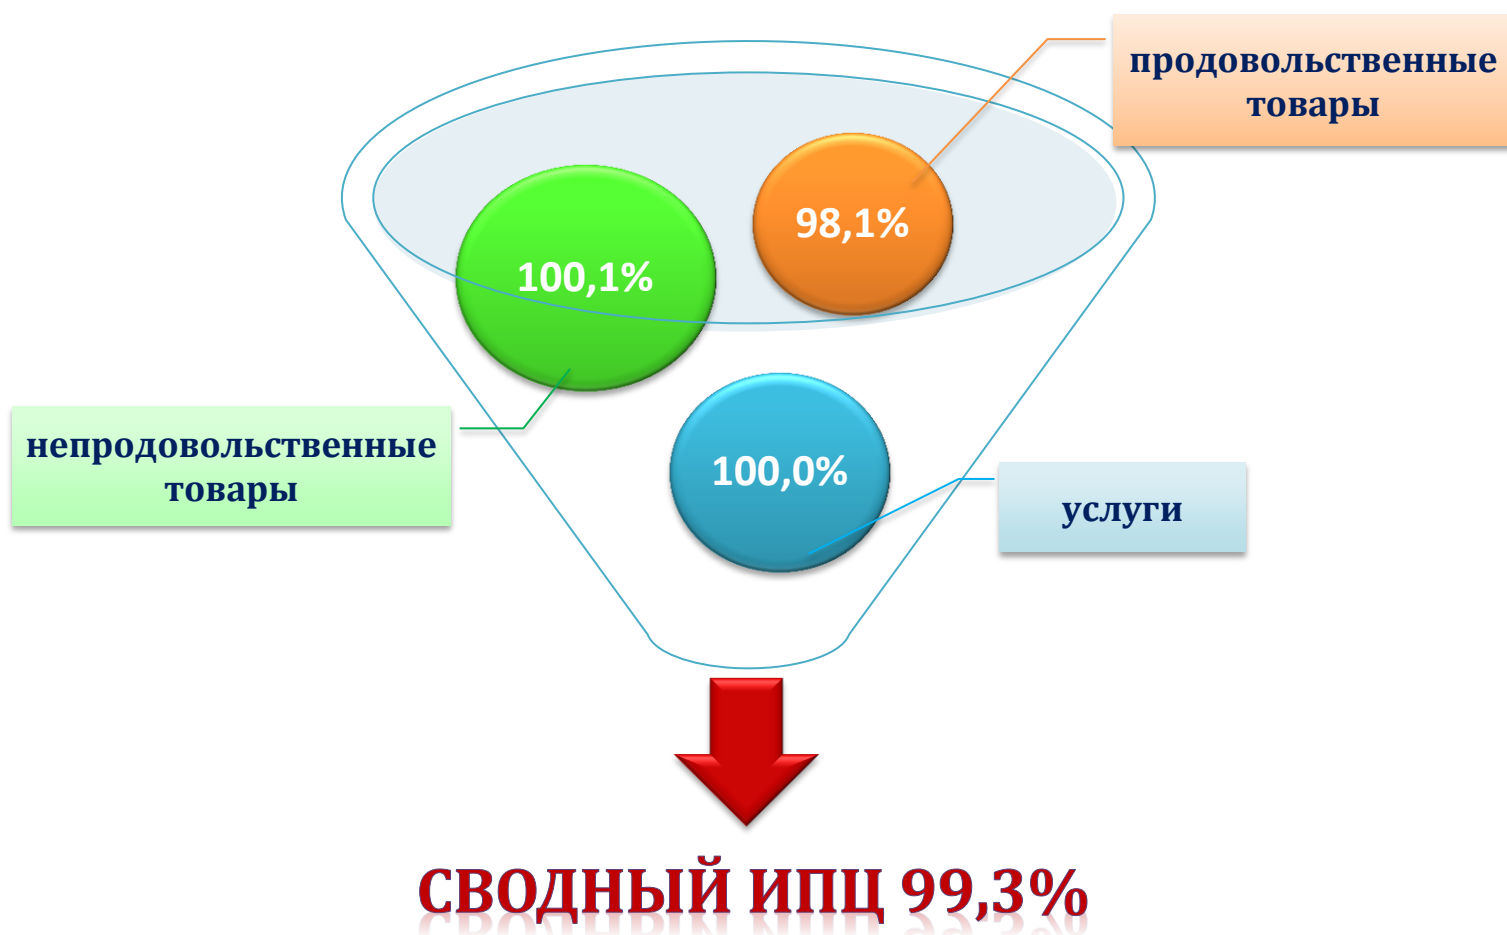 продовольственные
товары
98,1%
100,1%
непродовольственные
товары
100,0%
услуги
СВОДНЫЙ ИПЦ 99,3%